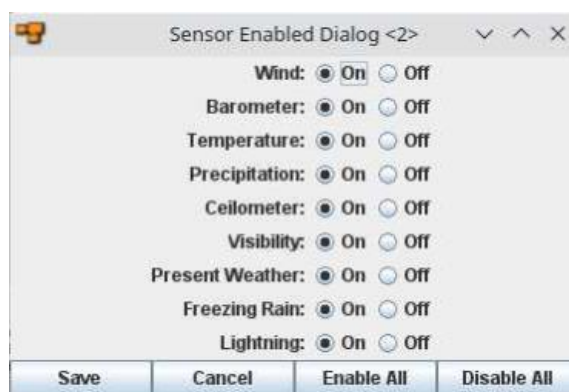 Sensor Enabled Dialog <2>
Wind: On Off
Barometer: On Off
Temperature: On Off
Precipitation: On Off
Ceilometer: On Off
Visibility: On Off
Present Weather: On Off
Freezing Rain: On Off
Lightning: On Off
Save Cancel Enable All Disable All